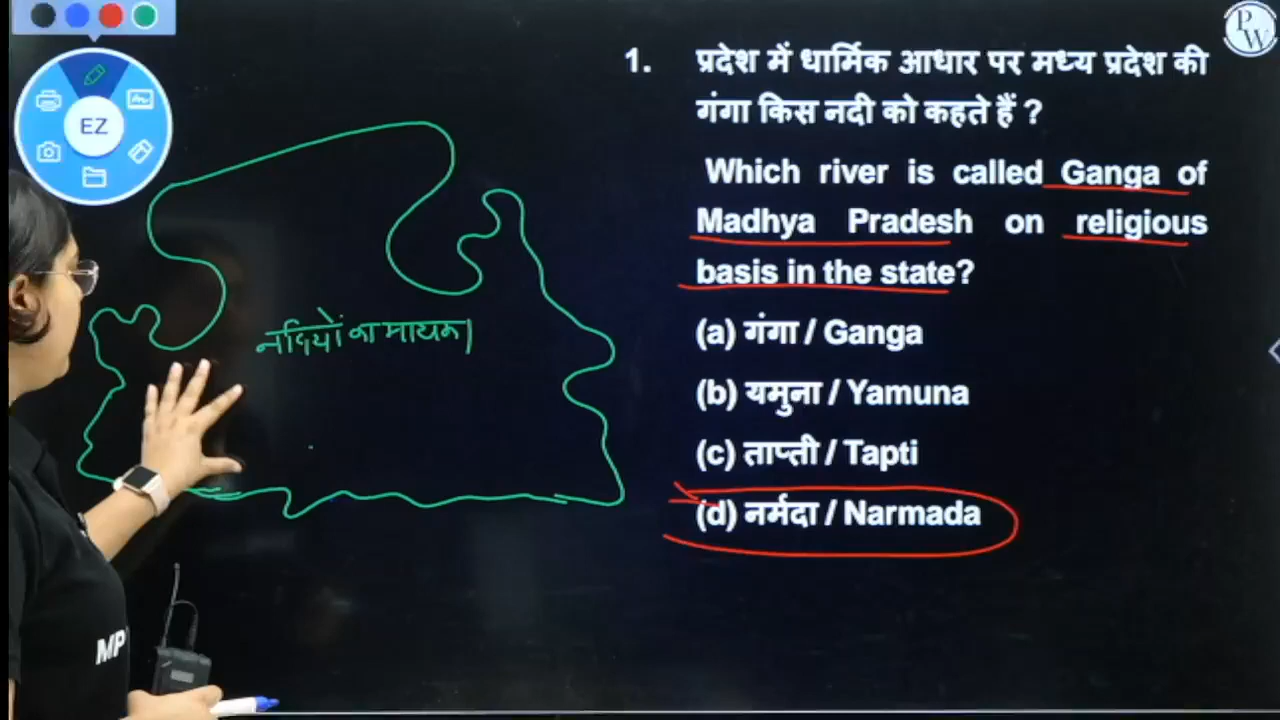 PW
EZ
1. प्रदेश में धार्मिक आधार पर मध्य प्रदेश की
गंगा किस नदी को कहते हैं ?
Which river is called Ganga of
Madhya Pradesh on religious
basis in the state?
(a) गंगा / Ganga
(b) यमुना / Yamuna
(c) ताप्ती / Tapti
(d) नर्मदा / Narmada
नदियों का मायका
MP